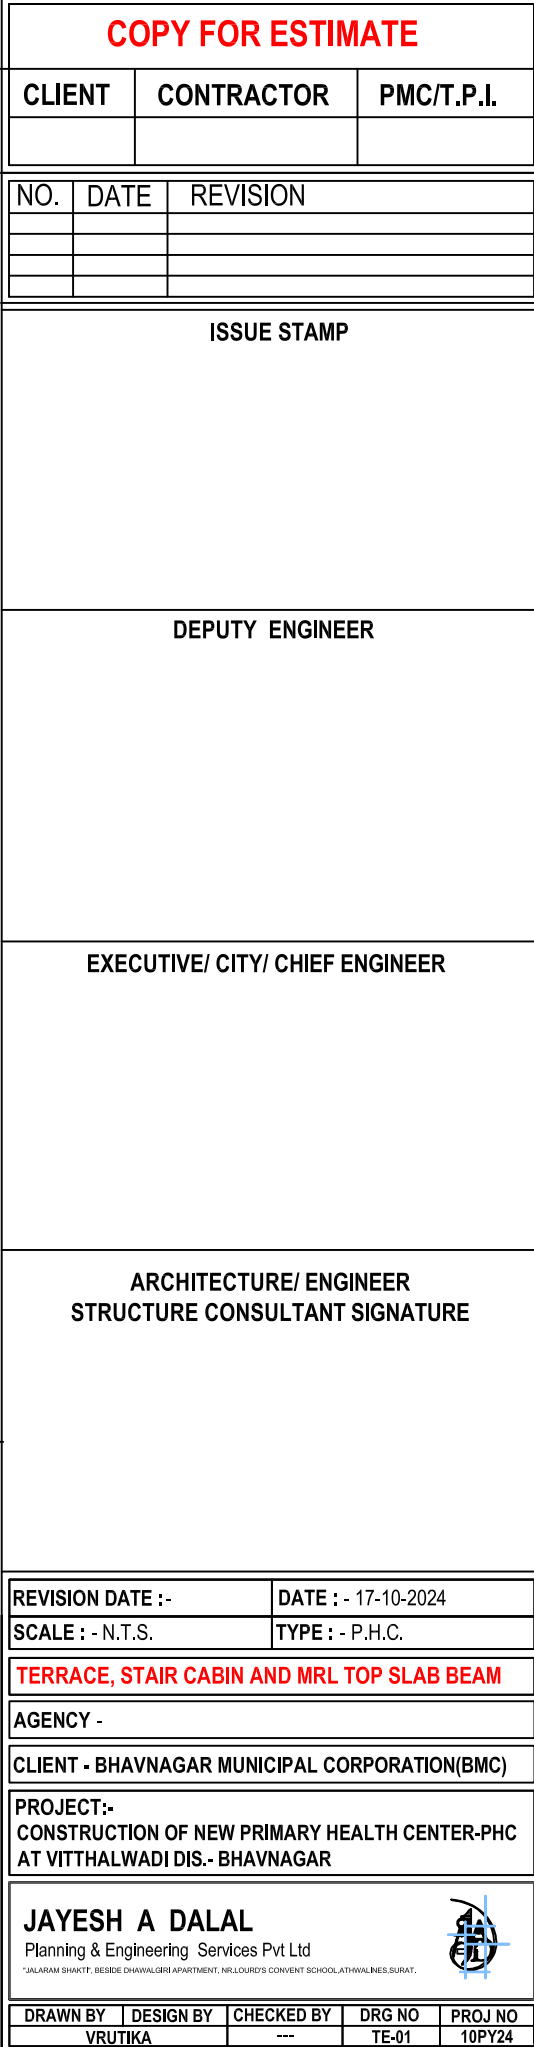 COPY FOR ESTIMATE
CLIENT CONTRACTOR PMC/T.P.I.
NO. DATE REVISION
ISSUE STAMP
DEPUTY ENGINEER
EXECUTIVE/ CITY/ CHIEF ENGINEER
ARCHITECTURE/ ENGINEER
STRUCTURE CONSULTANT SIGNATURE
REVISION DATE :- DATE : - 17-10-2024
SCALE : - N.T.S. TYPE : - P.H.C.
TERRACE, STAIR CABIN AND MRL TOP SLAB BEAM
AGENCY -
CLIENT - BHAVNAGAR MUNICIPAL CORPORATION(BMC)
PROJECT:-
CONSTRUCTION OF NEW PRIMARY HEALTH CENTER-PHC
AT VITTHALWADI DIS.- BHAVNAGAR
JAYESH A DALAL
Planning & Engineering Services Pvt Ltd
"JALARAM SHAKTI", BESIDE DHAWALGIRI APARTMENT, NR.LOURD'S CONVENT SCHOOL,ATHWALINES,SURAT.
DRAWN BY DESIGN BY CHECKED BY DRG NO PROJ NO
VRUTIKA --- TE-01 10PY24